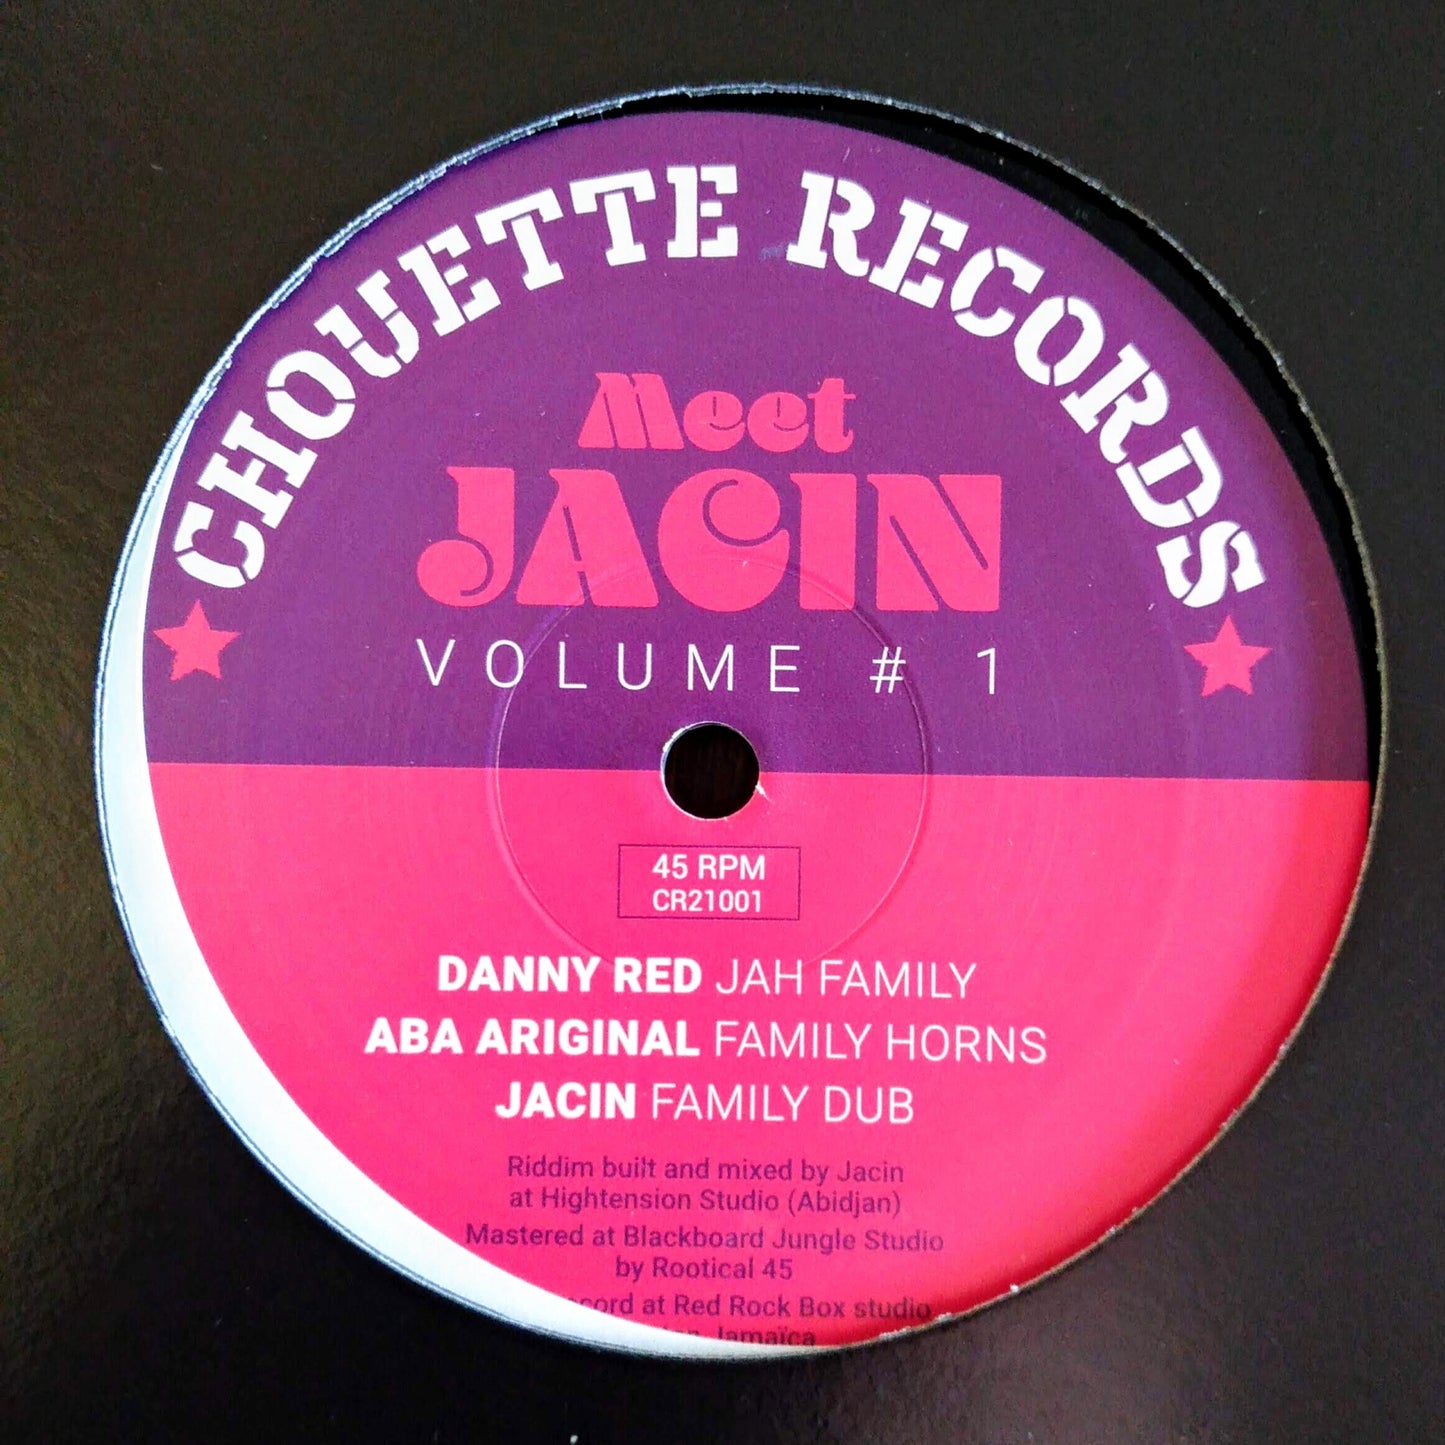 CHOUETTE RECORDS
Meet
JACIN
VOLUME # 1
45 RPM
CR21001
DANNY RED JAH FAMILY
ABA ARIGINAL FAMILY HORNS
JACIN FAMILY DUB
Riddim built and mixed by Jacin
at Hightension Studio (Abidjan)
Mastered at Blackboard Jungle Studio
by Rootical 45
at Red Rock Box studio
Jamaïca